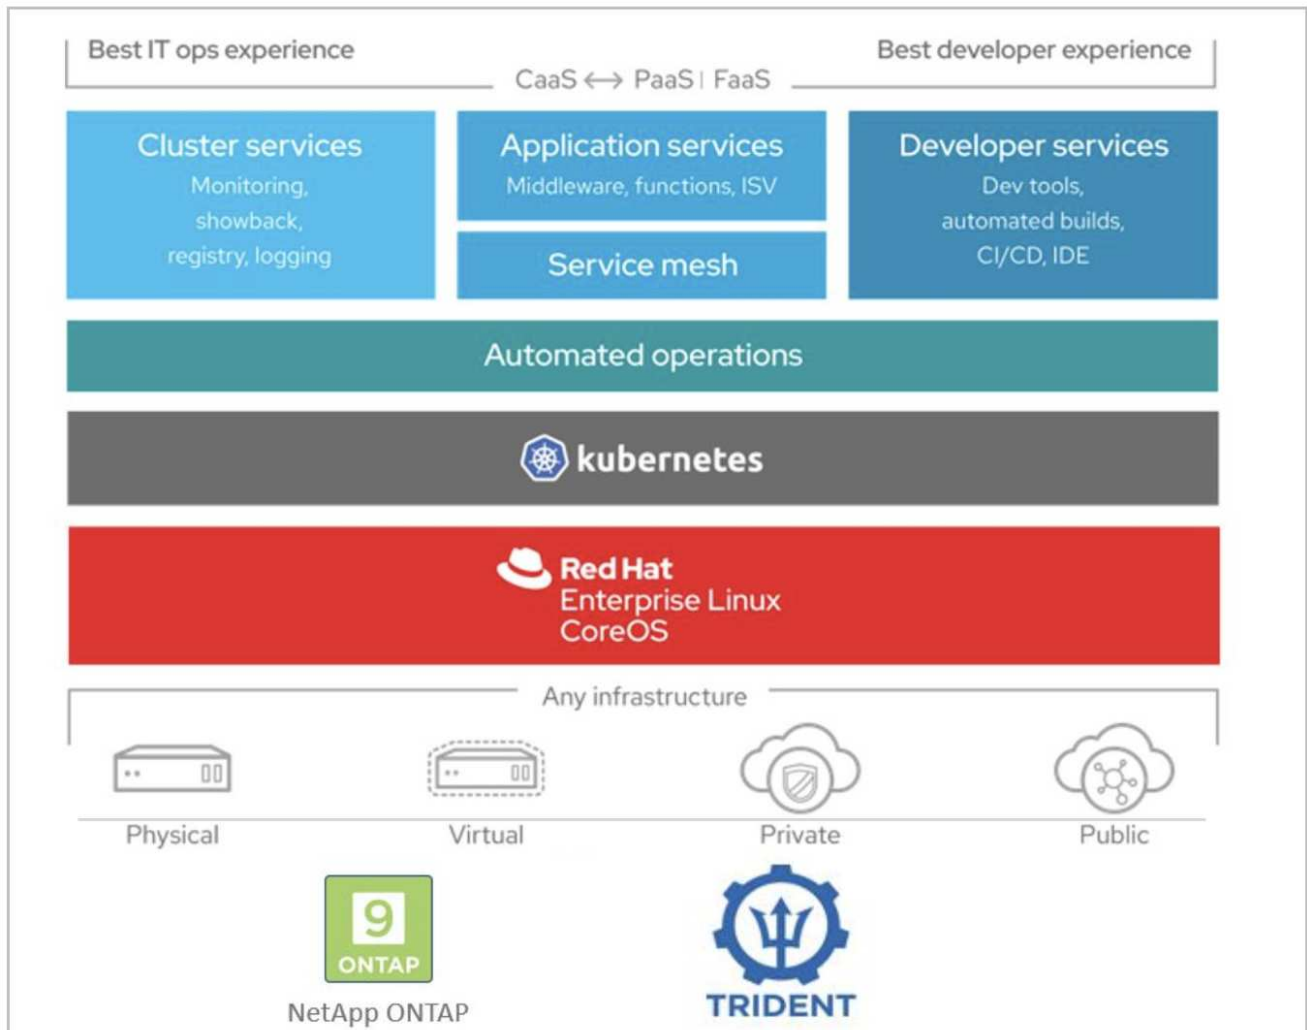 Best IT ops experience
Best developer experience
CaaS ↔ PaaS | FaaS
Cluster services
Monitoring,
showback,
registry, logging
Application services
Middleware, functions, ISV
Service mesh
Developer services
Dev tools,
automated builds,
CI/CD, IDE
Automated operations
kubernetes
Red Hat
Enterprise Linux
CoreOS
Any infrastructure
Physical
Virtual
Private
Public
9
ONTAP
NetApp ONTAP
TRIDENT